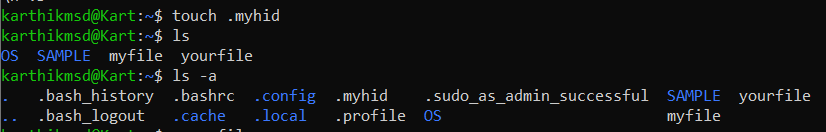 karthikmsd@Kart:~$ touch .myhid
karthikmsd@Kart:~$ ls
OS  SAMPLE  myfile  yourfile
karthikmsd@Kart:~$ ls -a
.   .bash_history  .bashrc  .config  .myhid    .sudo_as_admin_successful  SAMPLE  yourfile
..  .bash_logout   .cache   .local   .profile  OS                         myfile